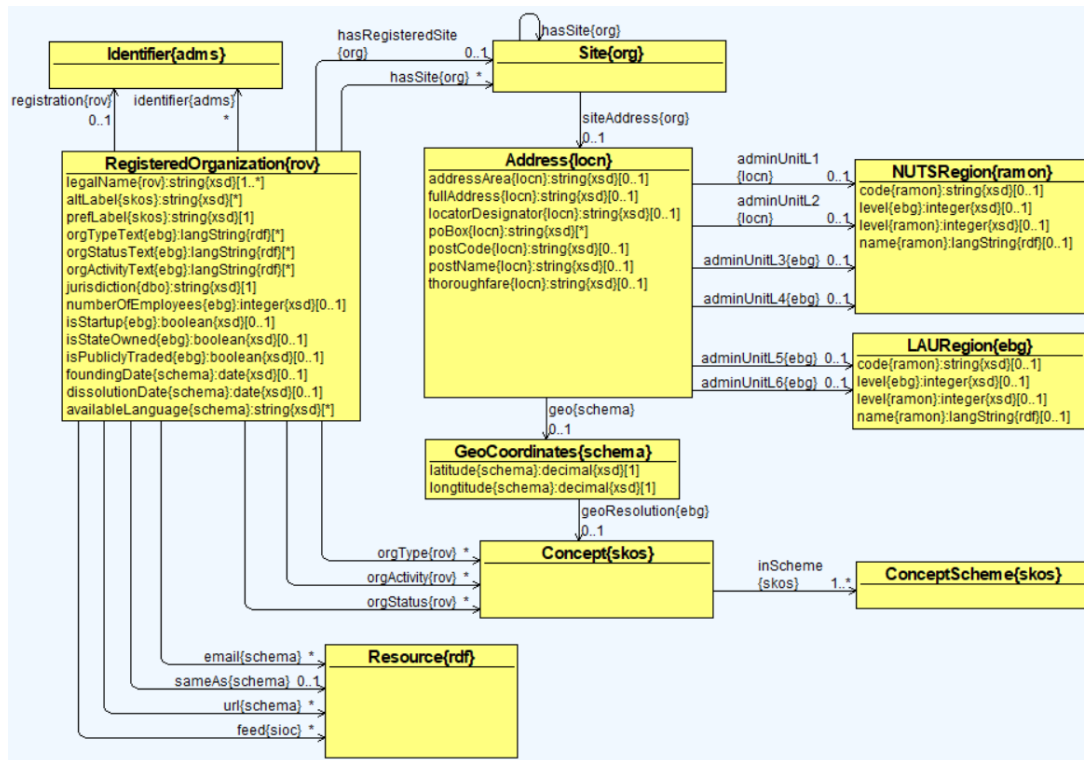 Identifier{adms}
registration{rov}
0..1
identifier{adms}
*
hasRegisteredSite
{org}
0..1
hasSite{org} *
hasSite{org}
Site{org}
siteAddress{org}
0..1
RegisteredOrganization{rov}
legalName{rov}:string{xsd}[1..*]
altLabel{skos}:string{xsd}[*]
prefLabel{skos}:string{xsd}[1]
orgTypeText{ebg}:langString{rdf}[*]
orgStatusText{ebg}:langString{rdf}[*]
orgActivityText{ebg}:langString{rdf}[*]
jurisdiction{dbo}:string{xsd}[1]
numberOfEmployees{ebg}:integer{xsd}[0..1]
isStartup{ebg}:boolean{xsd}[0..1]
isStateOwned{ebg}:boolean{xsd}[0..1]
isPubliclyTraded{ebg}:boolean{xsd}[0..1]
foundingDate{schema}:date{xsd}[0..1]
dissolutionDate{schema}:date{xsd}[0..1]
availableLanguage{schema}:string{xsd}[*]
Address{locn}
addressArea{locn}:string{xsd}[0..1]
fullAddress{locn}:string{xsd}[0..1]
locatorDesignator{locn}:string{xsd}[0..1]
poBox{locn}:string{xsd}[*]
postCode{locn}:string{xsd}[0..1]
postName{locn}:string{xsd}[0..1]
thoroughfare{locn}:string{xsd}[0..1]
adminUnitL1
{locn} 0..1
adminUnitL2
{locn} 0..1
adminUnitL3{ebg} 0..1
adminUnitL4{ebg} 0..1
adminUnitL5{ebg} 0..1
adminUnitL6{ebg} 0..1
NUTSRegion{ramon}
code{ramon}:string{xsd}[0..1]
level{ebg}:integer{xsd}[0..1]
level{ramon}:integer{xsd}[0..1]
name{ramon}:langString{rdf}[0..1]
LAURegion{ebg}
code{ramon}:string{xsd}[0..1]
level{ebg}:integer{xsd}[0..1]
level{ramon}:integer{xsd}[0..1]
name{ramon}:langString{rdf}[0..1]
geo{schema}
0..1
GeoCoordinates{schema}
latitude{schema}:decimal{xsd}[1]
longtitude{schema}:decimal{xsd}[1]
geoResolution{ebg}
0..1
orgType{rov} *
orgActivity{rov} *
orgStatus{rov} *
Concept{skos}
inScheme
{skos} 1..*
ConceptScheme{skos}
email{schema} *
sameAs{schema} 0..1
url{schema} *
feed{sioc} *
Resource{rdf}